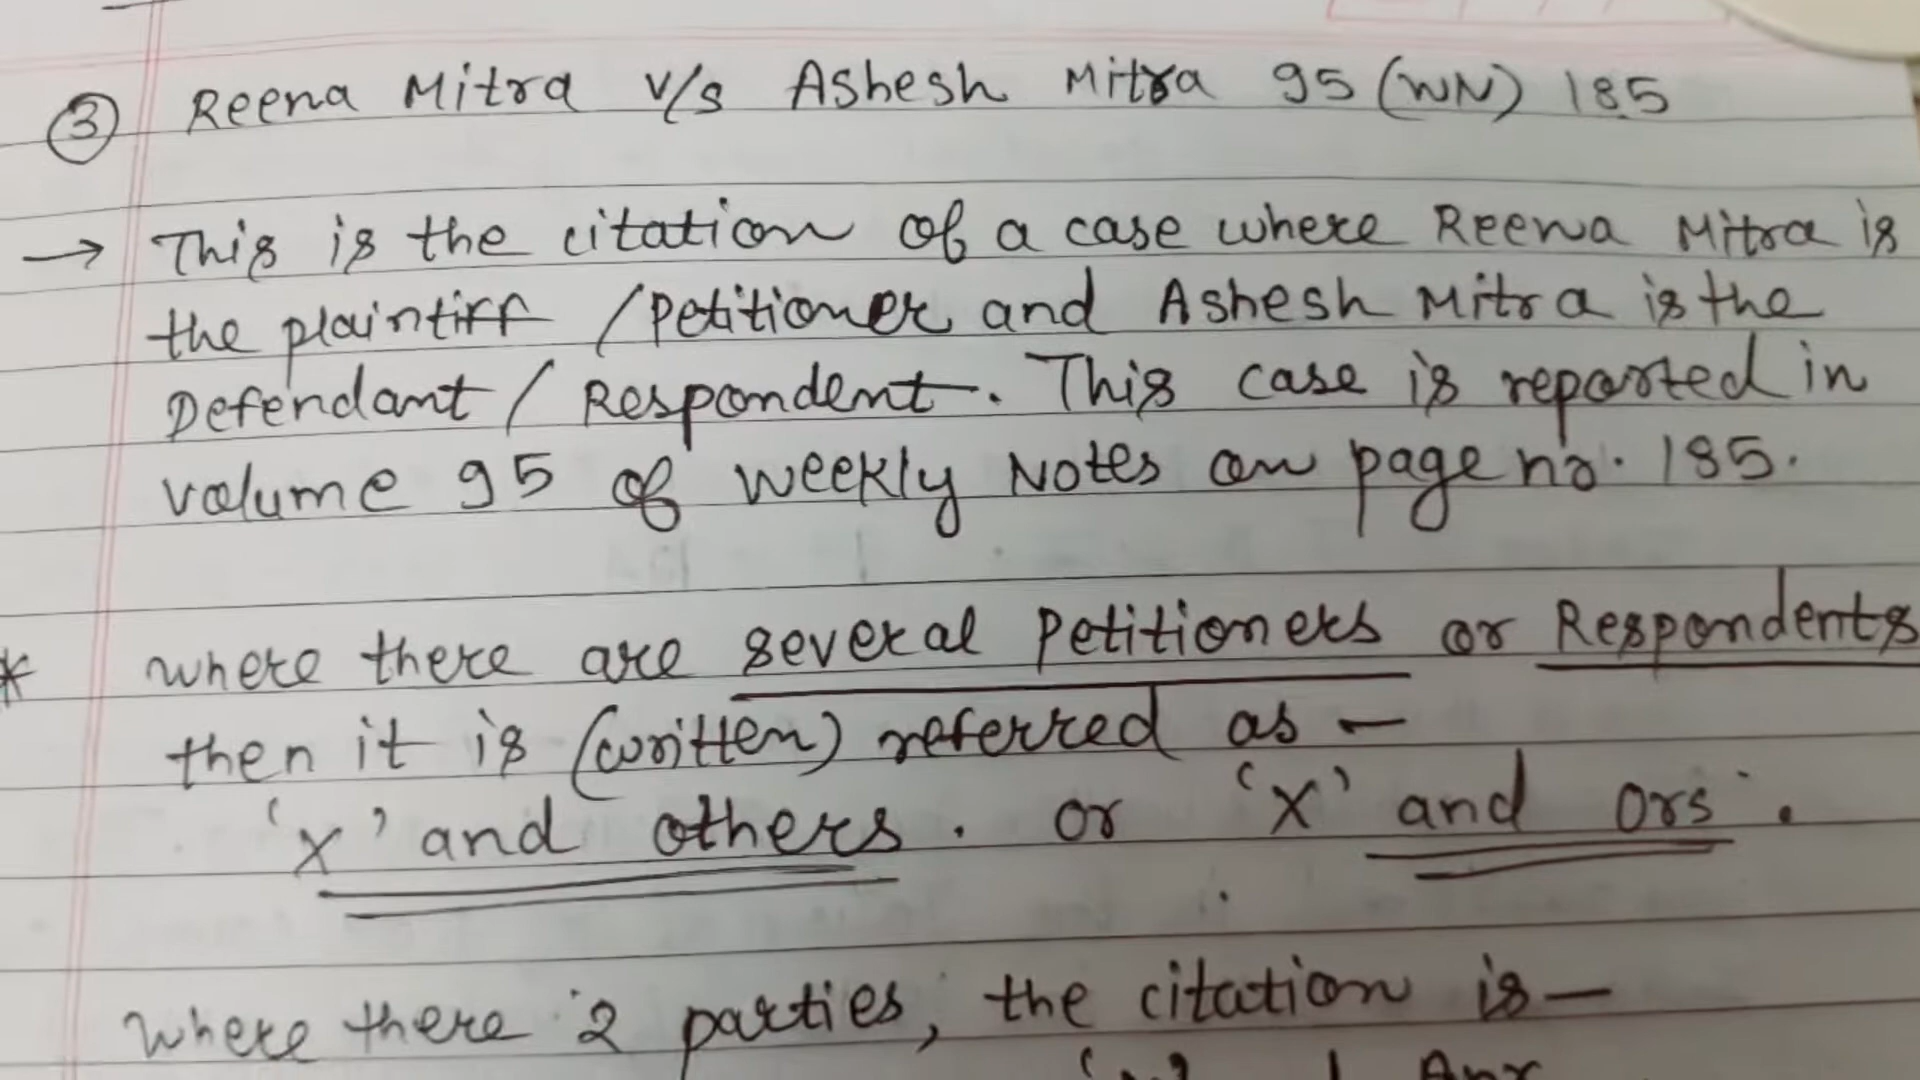 ③ Reena Mitra v/s Ashesh Mitra 95 (WN) 185
→ This is the citation of a case where Reena Mitra is
the plaintiff / Petitioner and Ashesh Mitra is the
Defendant / Respondent. This case is reported in
volume 95 of weekly Notes on page no. 185.
* where there are several Petitioners or Respondents
then it is (written) referred as –
'X' and others. or 'X' and ors.
where there 2 parties, the citation is –
Anr